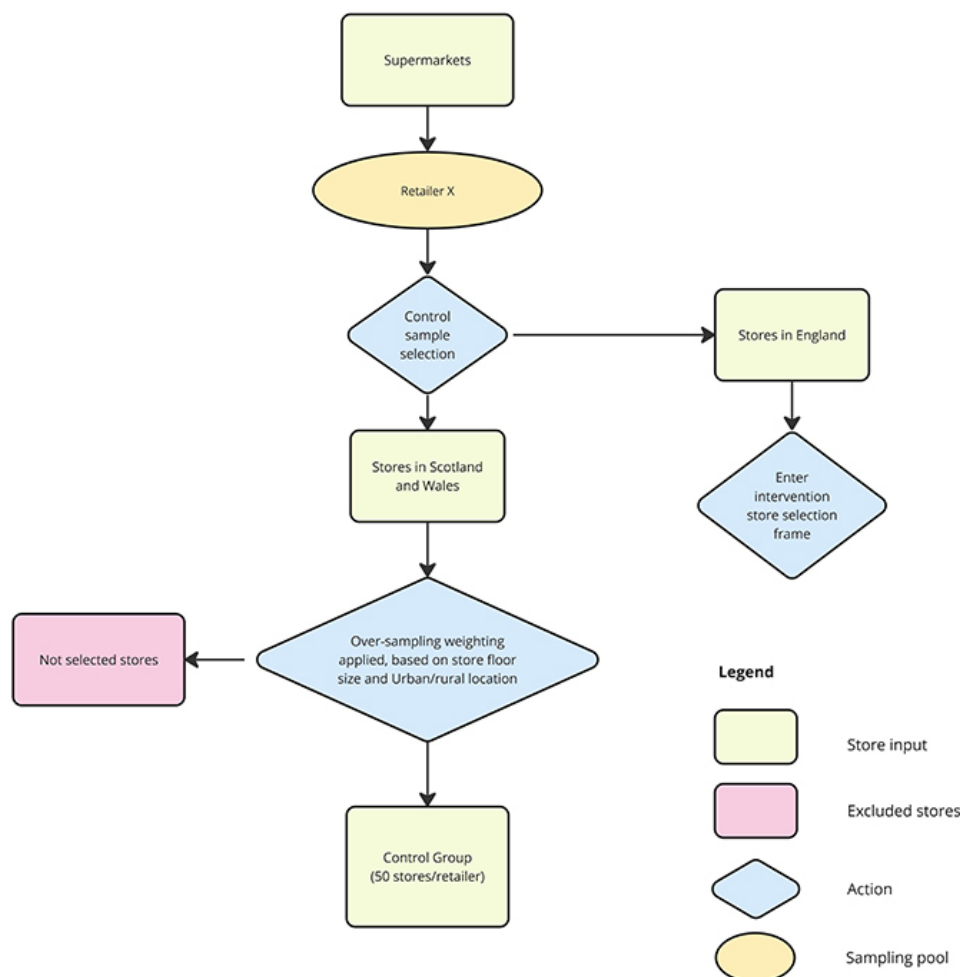 Supermarkets
Retailer X
Control
sample
selection
Stores in England
Stores in Scotland
and Wales
Enter
intervention
store selection
frame
Not selected stores
Over-sampling weighting
applied, based on store floor
size and Urban/rural location
Control Group
(50 stores/retailer)
Legend
Store input
Excluded stores
Action
Sampling pool